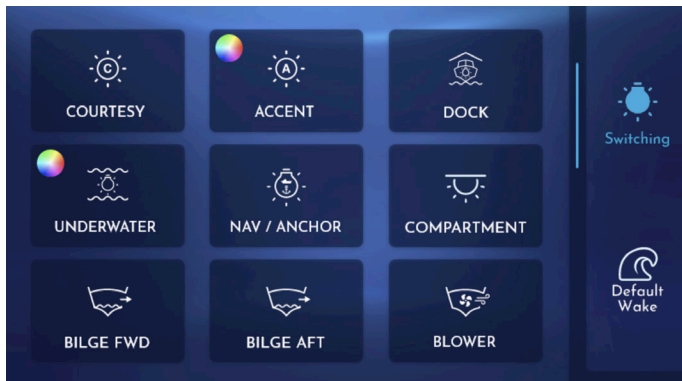 COURTESY
ACCENT
DOCK
Switching
UNDERWATER
NAV / ANCHOR
COMPARTMENT
Default
Wake
BILGE FWD
BILGE AFT
BLOWER
C
A